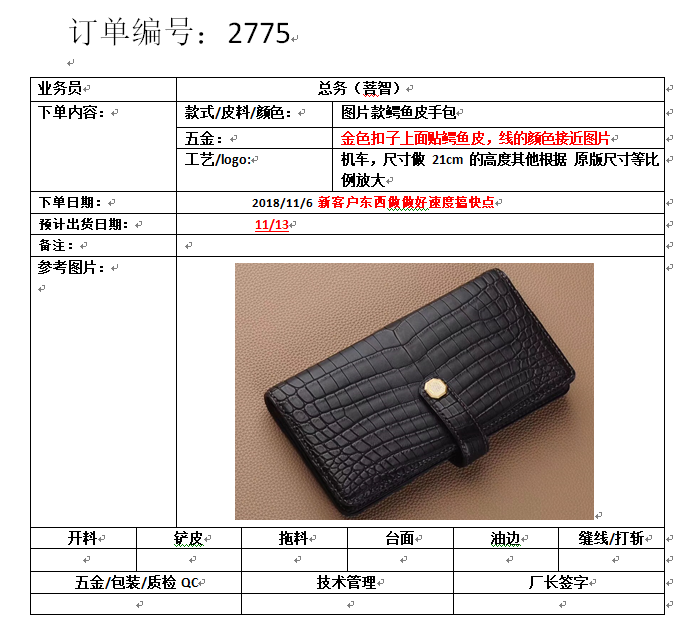 订单编号：2775
业务员
总务（菩智）
下单内容：
款式/皮料/颜色：
图片款鳄鱼皮手包
五金：
金色扣子上面贴鳄鱼皮，线的颜色接近图片
工艺/logo:
机车，尺寸做 21cm 的高度其他根据 原版尺寸等比
例放大
下单日期：
2018/11/6 新客户东西做做好速度搞快点
预计出货日期：
11/13
备注：
参考图片：
开料
铲皮
拖料
台面
油边
缝线/打斩
五金/包装/质检 QC
技术管理
厂长签字